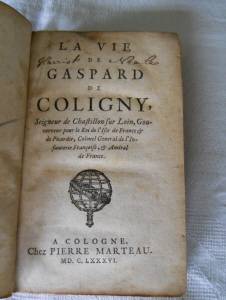 LA VIE
DE
GASPARD
DE
COLIGNY,
Seigneur de Chastillon sur Loin, Gou-
verneur pour le Roi de l'Isle de France &
de Picardie, Colonel General de l'In-
fanterie Françoise, & Amiral
de France.
A COLOGNE,
Chez PIERRE MARTEAU.
MD. C. LXXXVI.